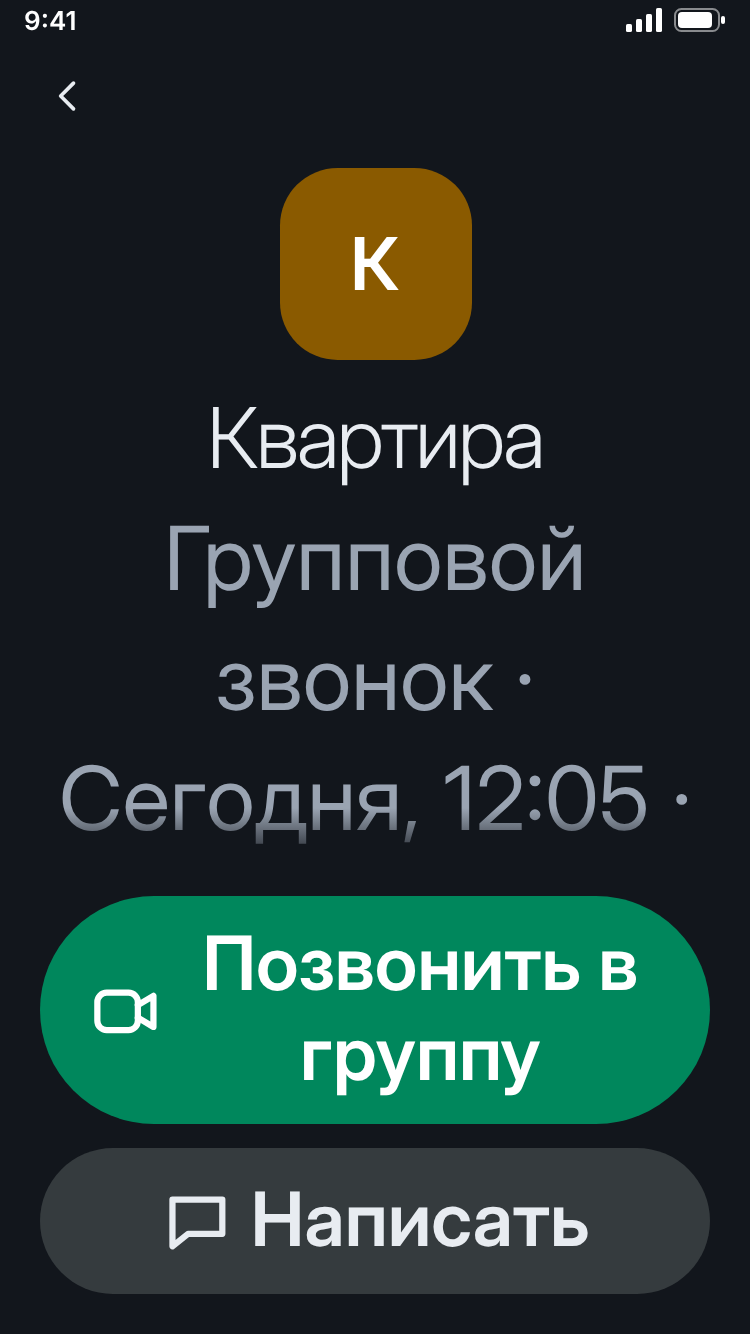 9:41
К
Квартира
Групповой
звонок ·
Сегодня, 12:05 ·
Позвонить в
группу
Написать